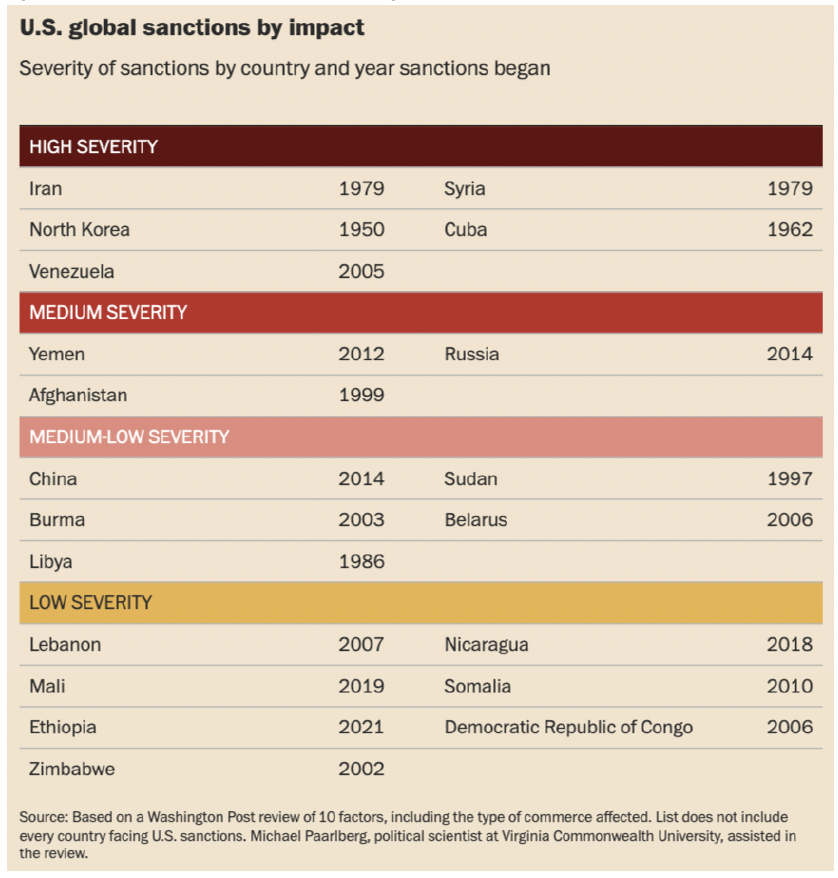 U.S. global sanctions by impact
Severity of sanctions by country and year sanctions began
HIGH SEVERITY
Iran 1979 Syria 1979
North Korea 1950 Cuba 1962
Venezuela 2005
MEDIUM SEVERITY
Yemen 2012 Russia 2014
Afghanistan 1999
MEDIUM-LOW SEVERITY
China 2014 Sudan 1997
Burma 2003 Belarus 2006
Libya 1986
LOW SEVERITY
Lebanon 2007 Nicaragua 2018
Mali 2019 Somalia 2010
Ethiopia 2021 Democratic Republic of Congo 2006
Zimbabwe 2002
Source: Based on a Washington Post review of 10 factors, including the type of commerce affected. List does not include
every country facing U.S. sanctions. Michael Paarlberg, political scientist at Virginia Commonwealth University, assisted in
the review.